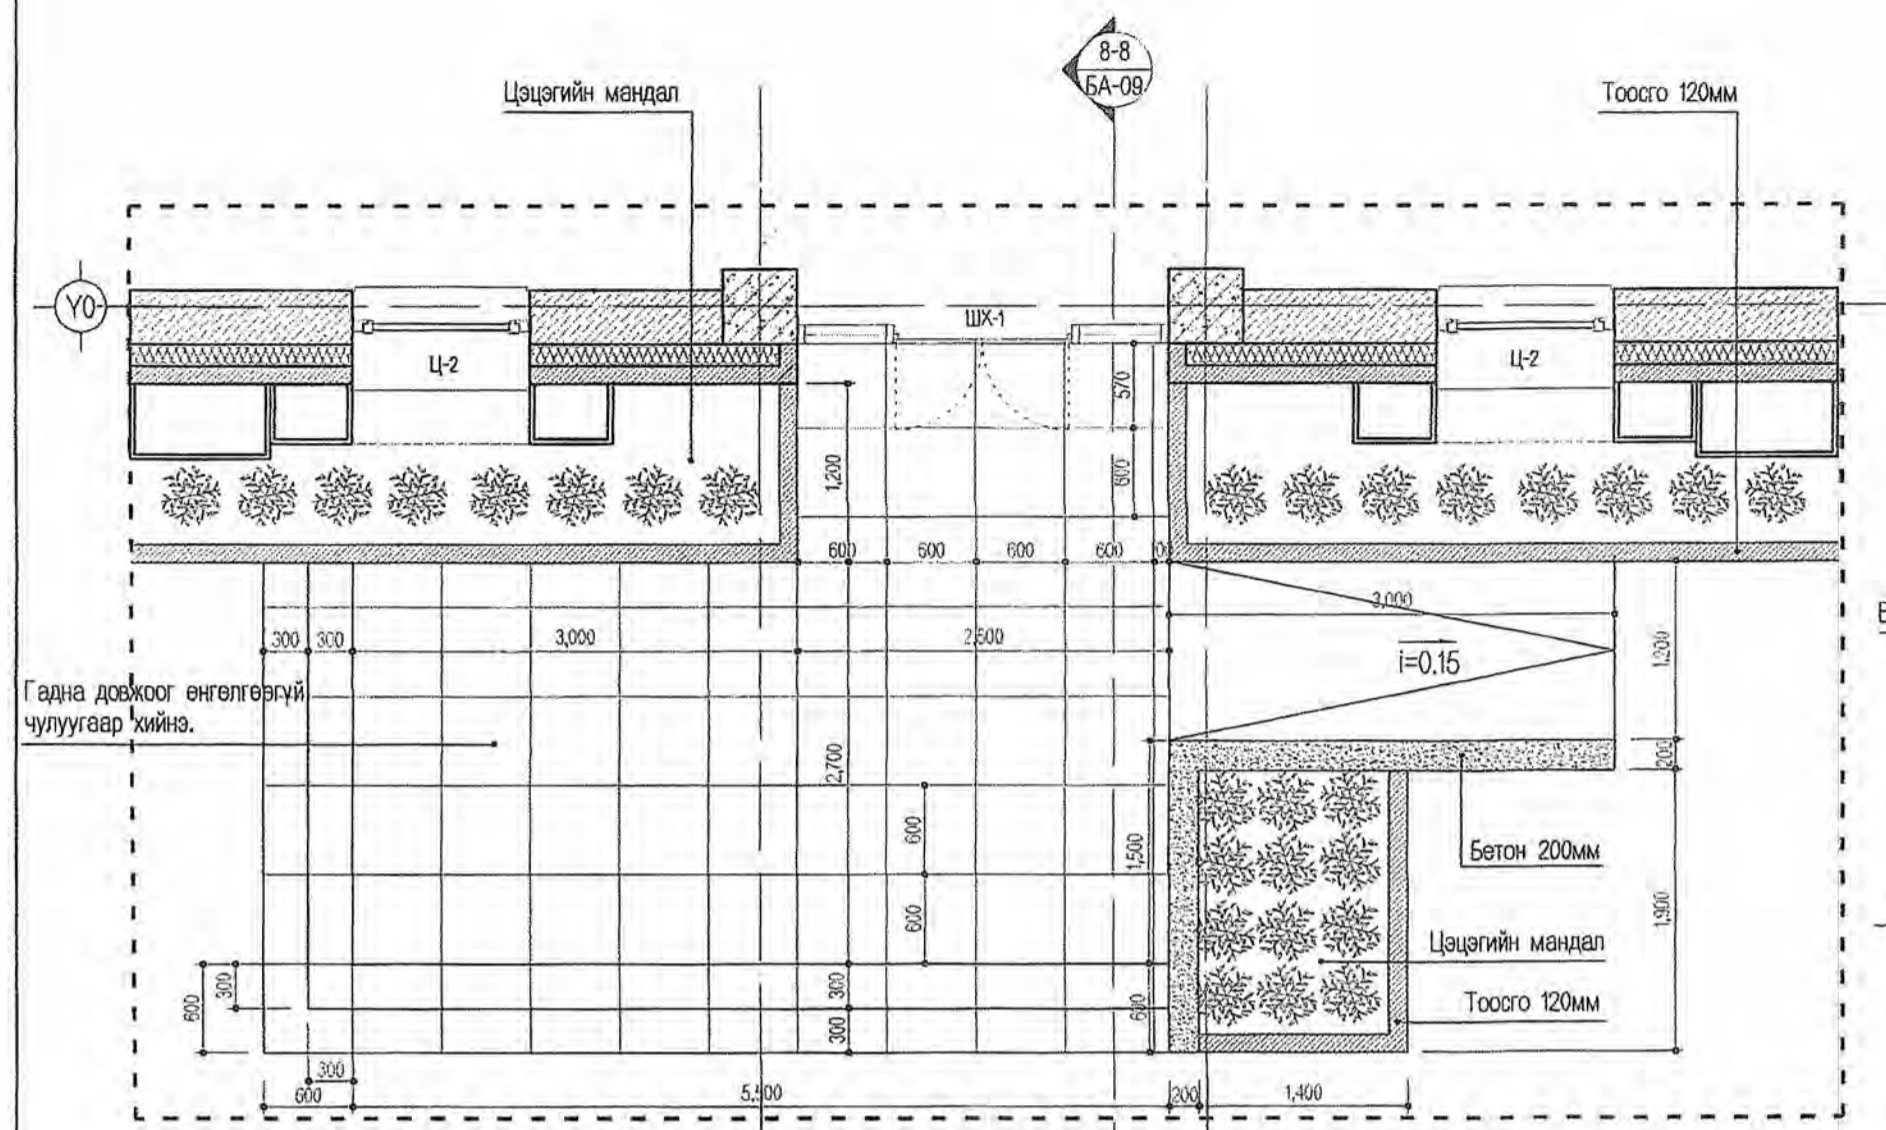 8-8
БА-09
Цэцэгийн мандал
Тоосго 120мм
ҮО
ШХ-1
Ц-2
Ц-2
570
1,200
600
600
600
600
600
3,000
300
300
3,000
2,500
i=0.15
1,200
Гадна довжоог өнгөлгөөгүй
чулуугаар хийнэ.
2,700
200
600
1,500
Бетон 200мм
600
1,900
Цэцэгийн мандал
600
300
300
600
Тоосго 120мм
300
300
600
5,500
200
1,400